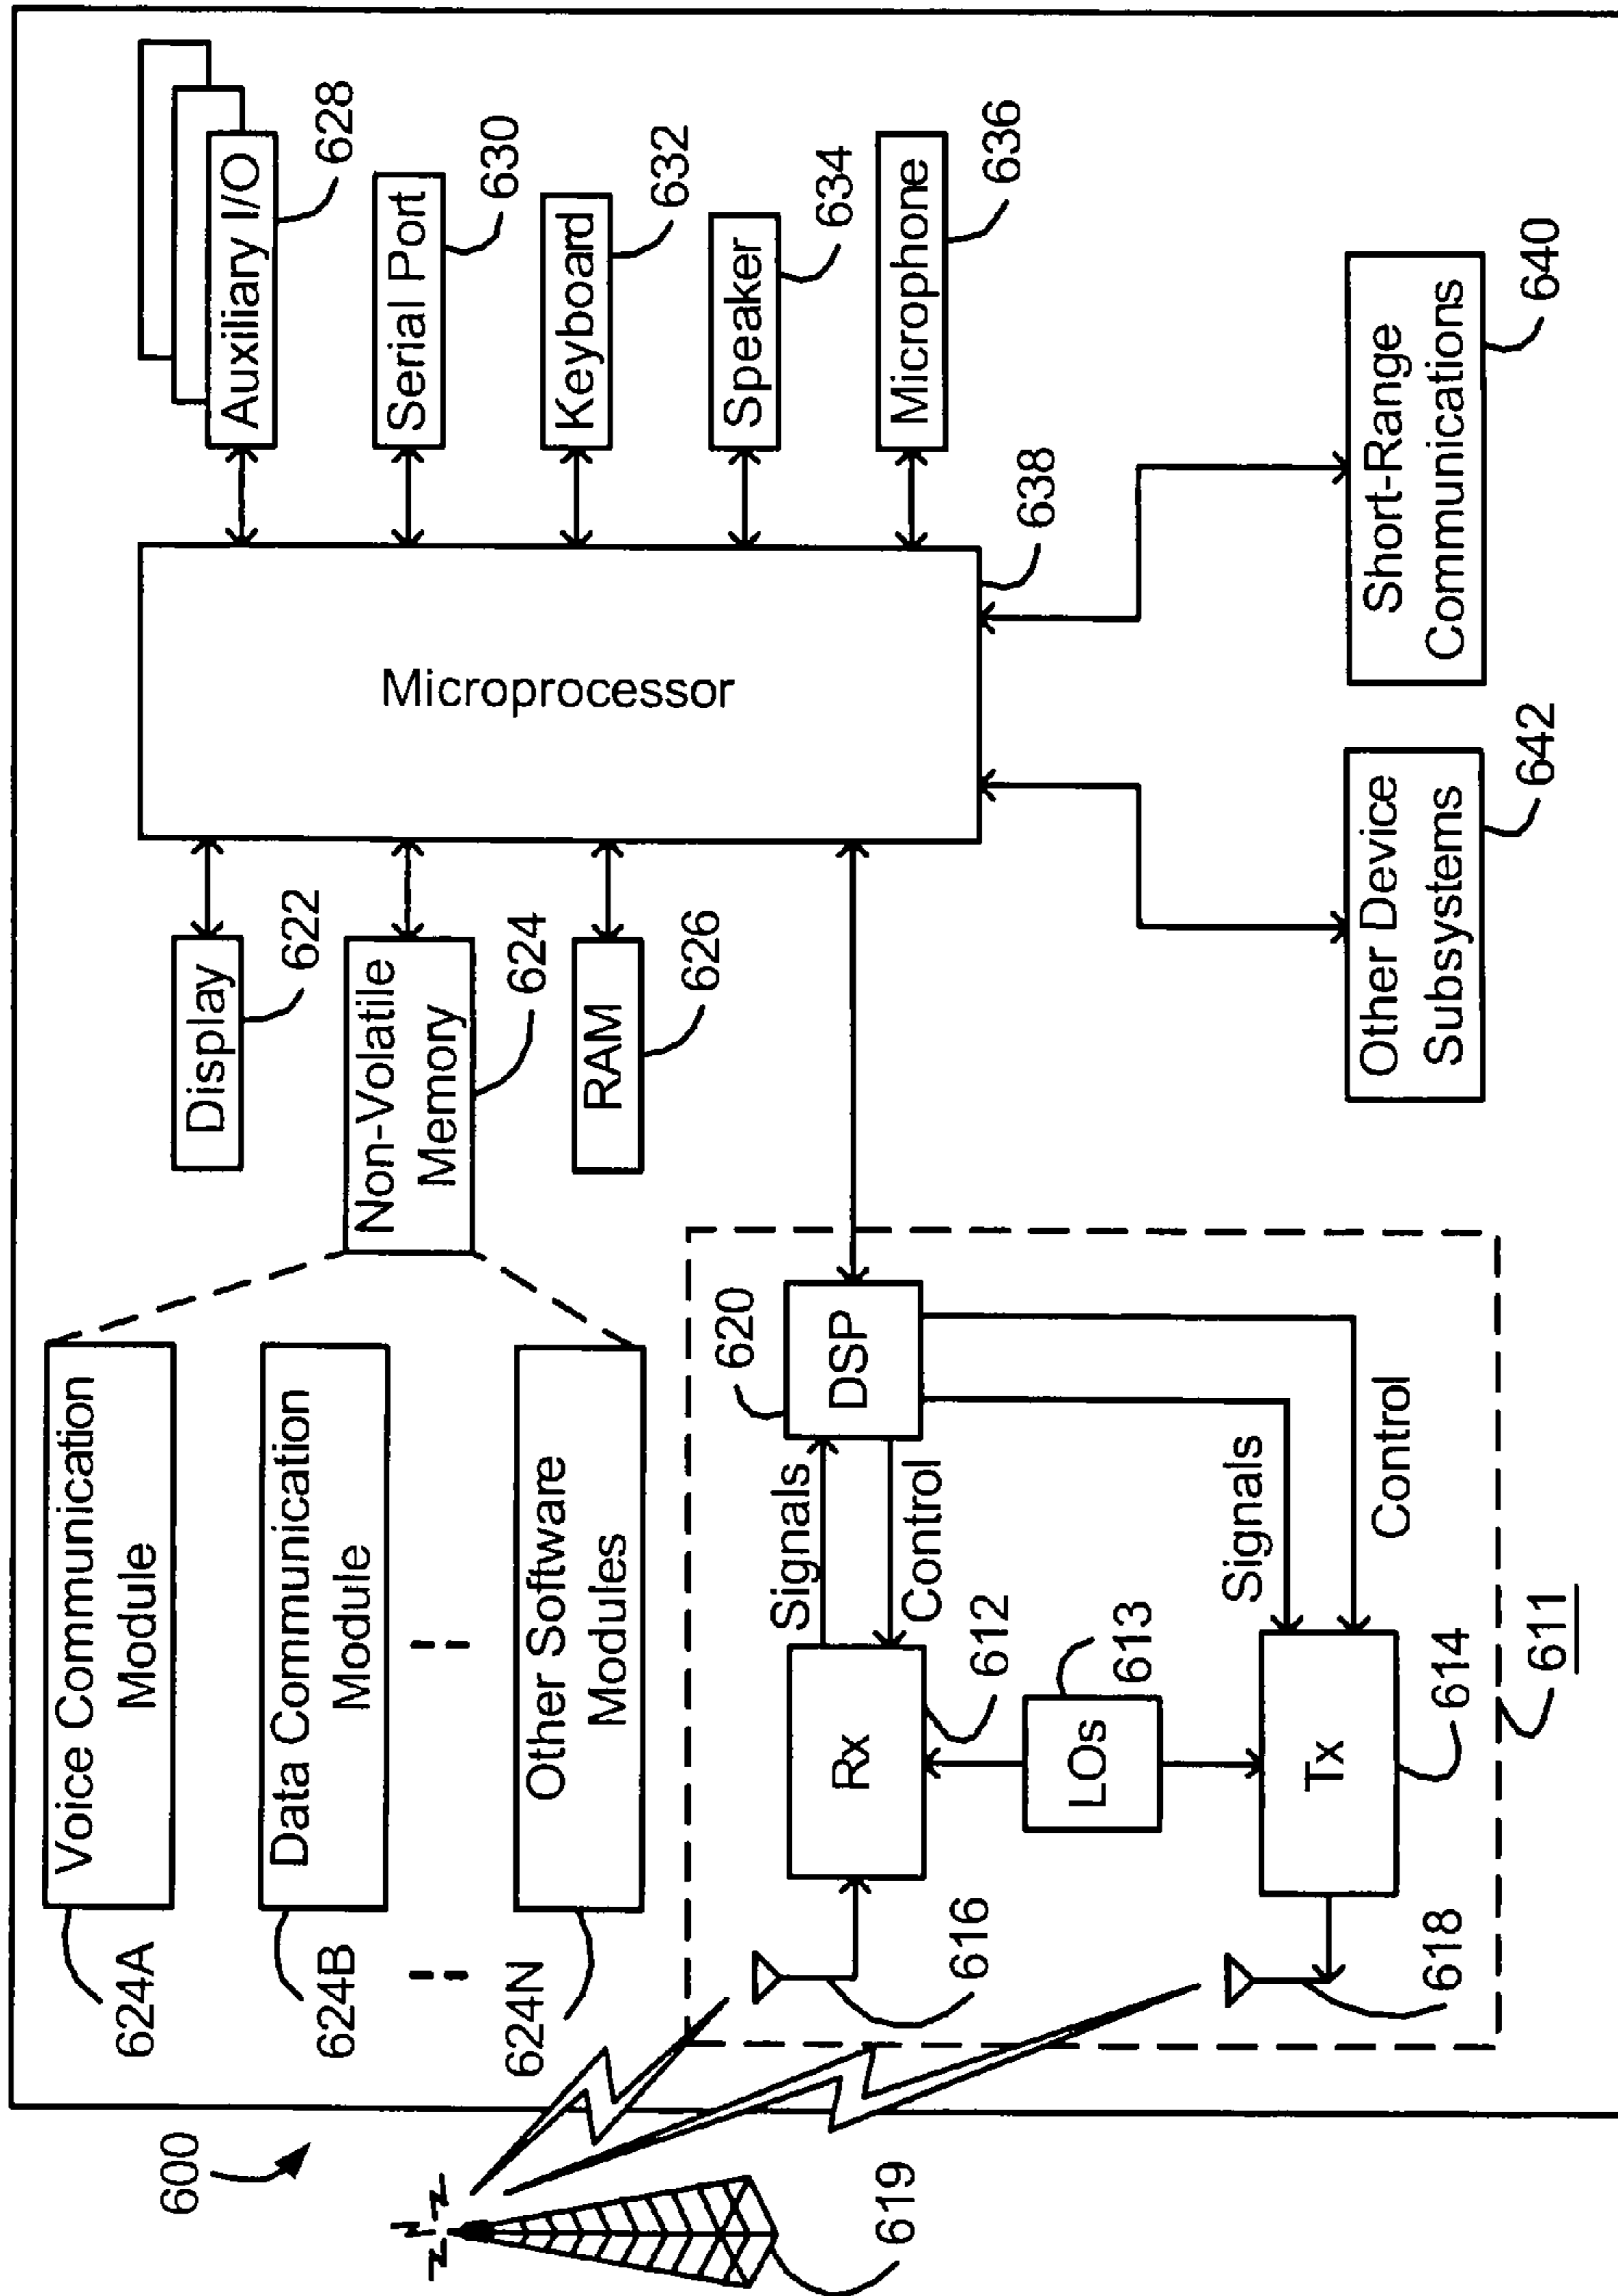 600
619
624A
Voice Communication
Module
624B
Data Communication
Module
624N
Other Software
Modules
Display
622
Non-Volatile
Memory
624
RAM
626
Microprocessor
638
Auxiliary I/O
628
Serial Port
630
Keyboard
632
Speaker
634
Microphone
636
Short-Range
Communications
640
Other Device
Subsystems
642
620
DSP
Signals
Control
Rx
612
LOs
613
Tx
614
Signals
Control
616
618
611